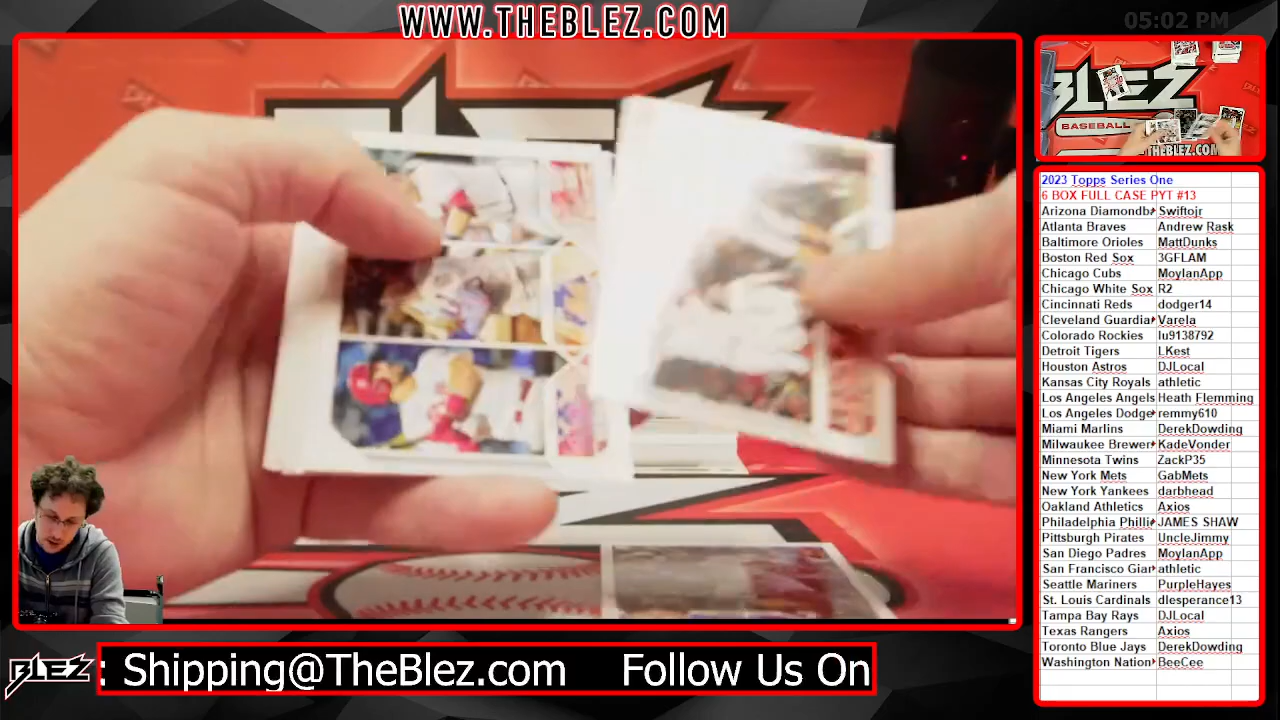 WWW.THEBLEZ.COM
05:02 PM
BLEZ
BASEBALL
THEBLEZ.COM
2023 Topps Series One
6 BOX FULL CASE PYT #13
Arizona Diamondba Swiftojr
Atlanta Braves Andrew Rask
Baltimore Orioles MattDunks
Boston Red Sox 3GFLAM
Chicago Cubs MoylanApp
Chicago White Sox R2
Cincinnati Reds dodger14
Cleveland Guardia Varela
Colorado Rockies lu9138792
Detroit Tigers LKest
Houston Astros DJLocal
Kansas City Royals athletic
Los Angeles Angels Heath Flemming
Los Angeles Dodge remmy610
Miami Marlins DerekDowding
Milwaukee Brewer KadeVonder
Minnesota Twins ZackP35
New York Mets GabMets
New York Yankees darbhead
Oakland Athletics Axios
Philadelphia Philli JAMES SHAW
Pittsburgh Pirates UncleJimmy
San Diego Padres MoylanApp
San Francisco Gian athletic
Seattle Mariners PurpleHayes
St. Louis Cardinals dlesperance13
Tampa Bay Rays DJLocal
Texas Rangers Axios
Toronto Blue Jays DerekDowding
Washington Nation BeeCee
BLEZ : Shipping@TheBlez.com Follow Us On